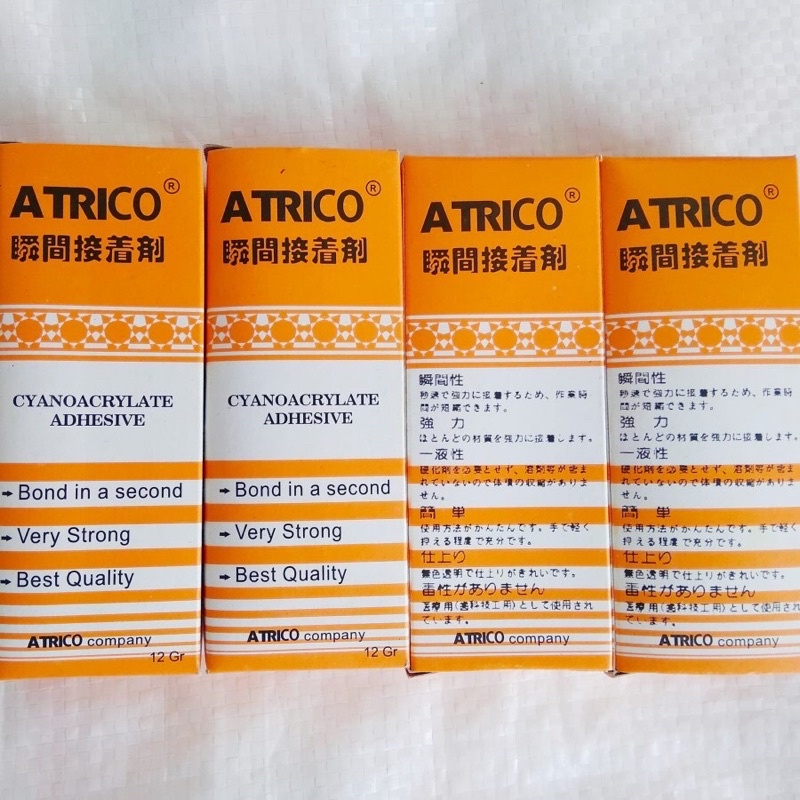 ATRICO®
瞬間接着剤
CYANOACRYLATE
ADHESIVE
Bond in a second
Very Strong
Best Quality
ATRICO company
12 Gr
ATRICO®
瞬間接着剤
CYANOACRYLATE
ADHESIVE
Bond in a second
Very Strong
Best Quality
ATRICO company
12 Gr
ATRICO®
瞬間接着剤
瞬間性
秒速で強力に接着するため、作業時
間が短縮できます。
強 力
ほとんどの材質を強力に接着します。
一液性
硬化剤を必要とせず、溶剤等が含ま
れていないので体積の収縮がありま
せん。
簡 単
使用方法がかんたんです。手で軽く
抑える程度で充分です。
仕上り
無色透明で仕上りがきれいです。
毒性がありません
医療用(歯科技工用)として使用され
ています。
ATRICO company
ATRICO®
瞬間接着剤
瞬間性
秒速で強力に接着するため、作業時
間が短縮できます。
強 力
ほとんどの材質を強力に接着します。
一液性
硬化剤を必要とせず、溶剤等が含ま
れていないので体積の収縮がありま
せん。
簡 単
使用方法がかんたんです。手で軽く
抑える程度で充分です。
仕上り
無色透明で仕上りがきれいです。
毒性がありません
医療用(歯科技工用)として使用され
ています。
ATRICO company